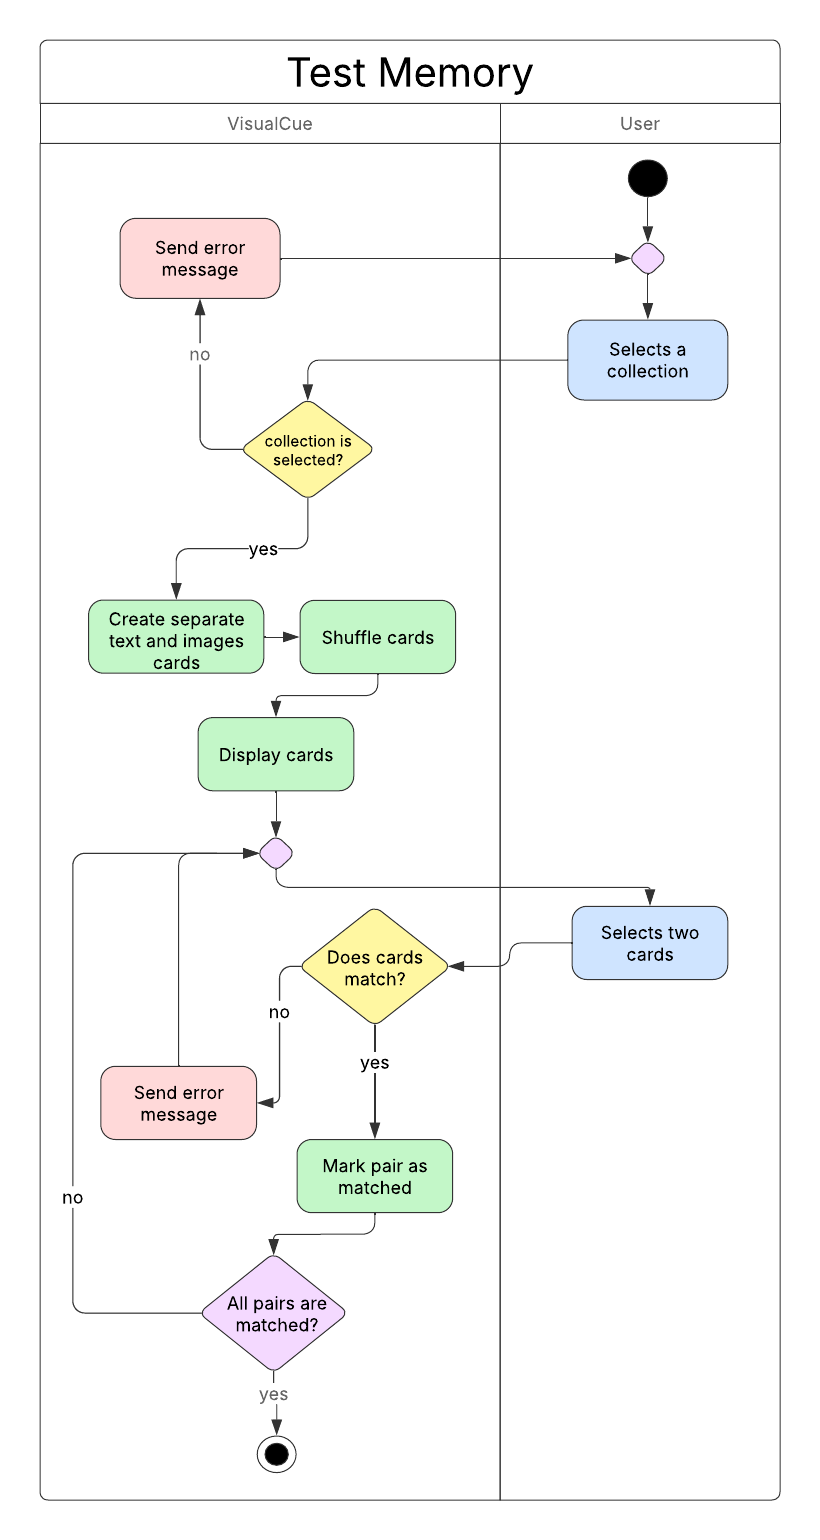 Test Memory
VisualCue
User
Send error
message
Selects a
collection
no
collection is
selected?
yes
Create separate
text and images
cards
Shuffle cards
Display cards
Selects two
cards
Does cards
match?
no
yes
Send error
message
Mark pair as
matched
no
All pairs are
matched?
yes